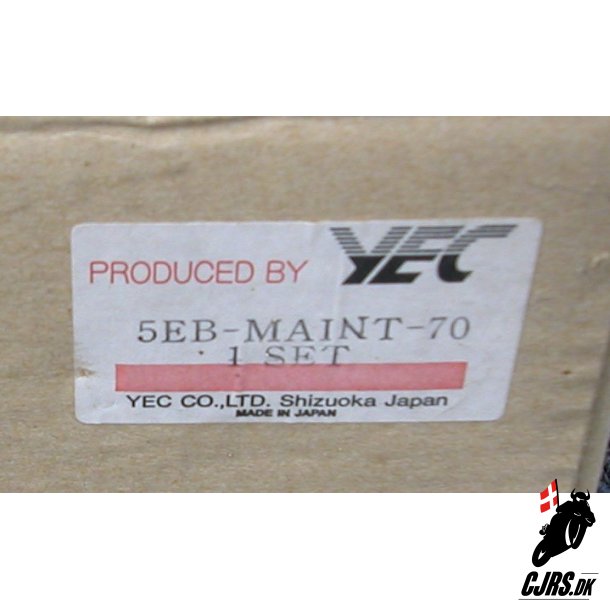 PRODUCED BY YEC
5EB-MAINT-70
1 SET
YEC CO.,LTD. Shizuoka Japan
MADE IN JAPAN
CJRS.DK